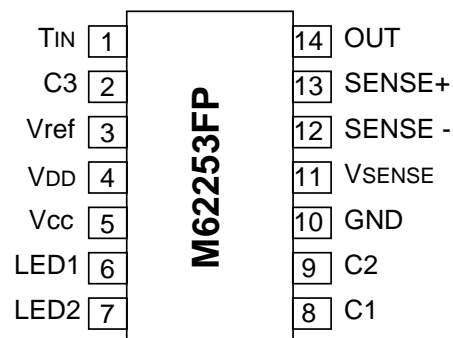 TIN 1 14 OUT
C3 2 13 SENSE+
Vref 3 12 SENSE -
VDD 4 11 VSENSE
Vcc 5 10 GND
LED1 6 9 C2
LED2 7 8 C1
M62253FP